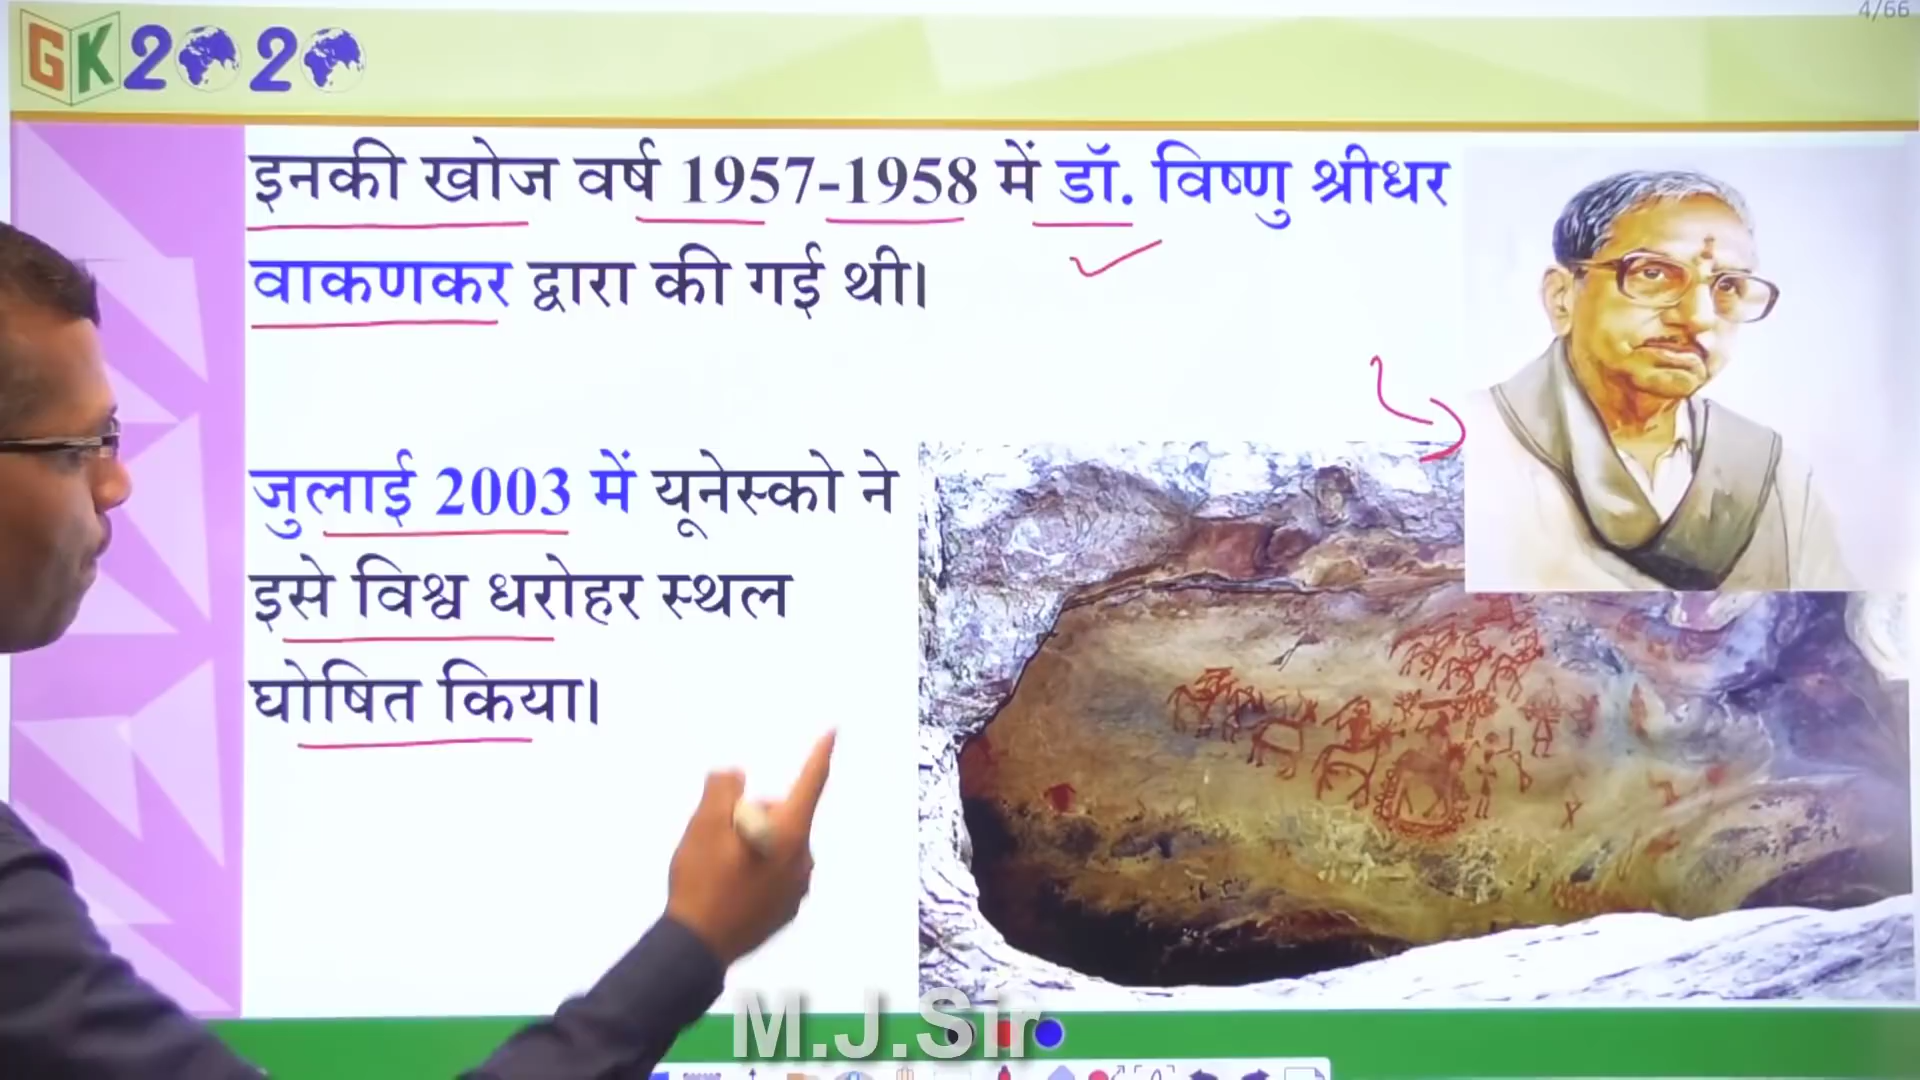 4/66
GK2020
इनकी खोज वर्ष 1957-1958 में डॉ. विष्णु श्रीधर
वाकणकर द्वारा की गई थी।
जुलाई 2003 में यूनेस्को ने
इसे विश्व धरोहर स्थल
घोषित किया।
M.J.Sir